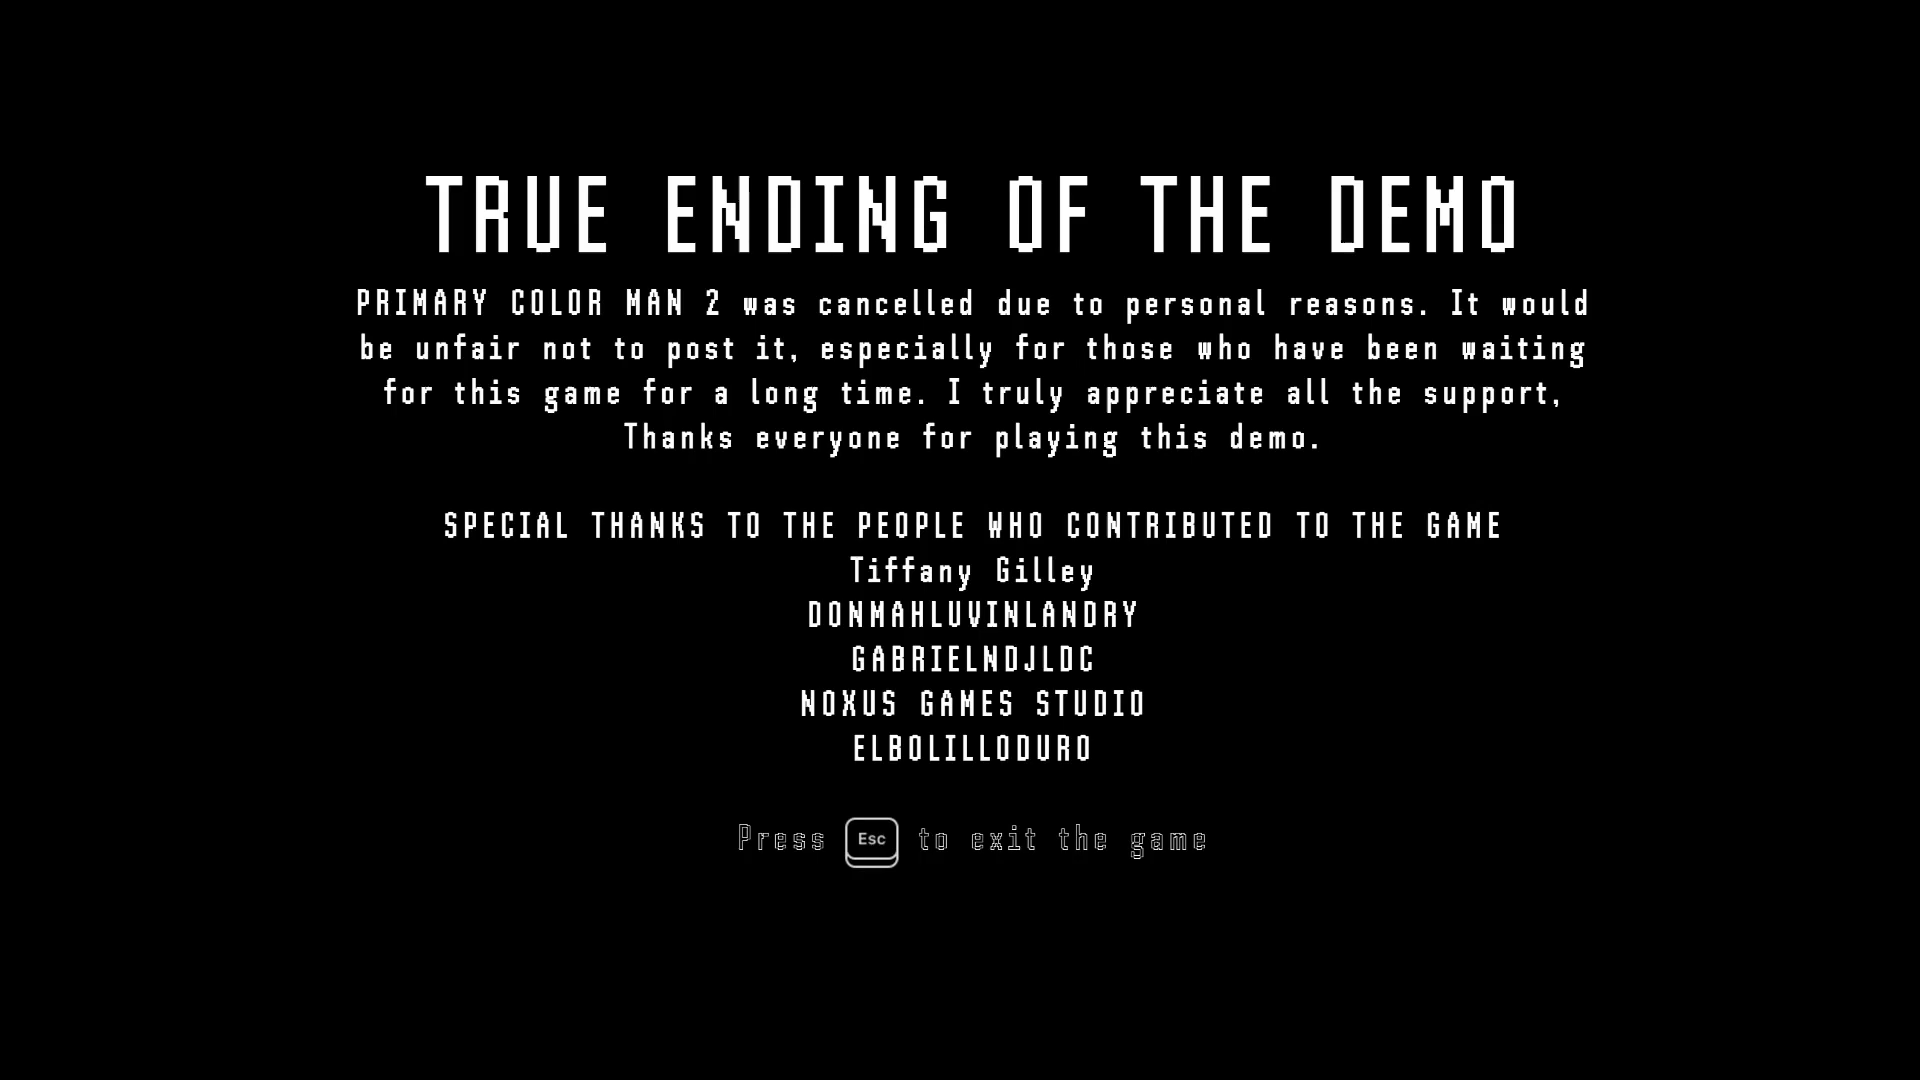 TRUE ENDING OF THE DEMO
PRIMARY COLOR MAN 2 was cancelled due to personal reasons. It would
be unfair not to post it, especially for those who have been waiting
for this game for a long time. I truly appreciate all the support,
Thanks everyone for playing this demo.
SPECIAL THANKS TO THE PEOPLE WHO CONTRIBUTED TO THE GAME
Tiffany Gilley
DONMAHLUVINLANDRY
GABRIELNDJLDC
NOXUS GAMES STUDIO
ELBOLILLODURO
Press Esc to exit the game